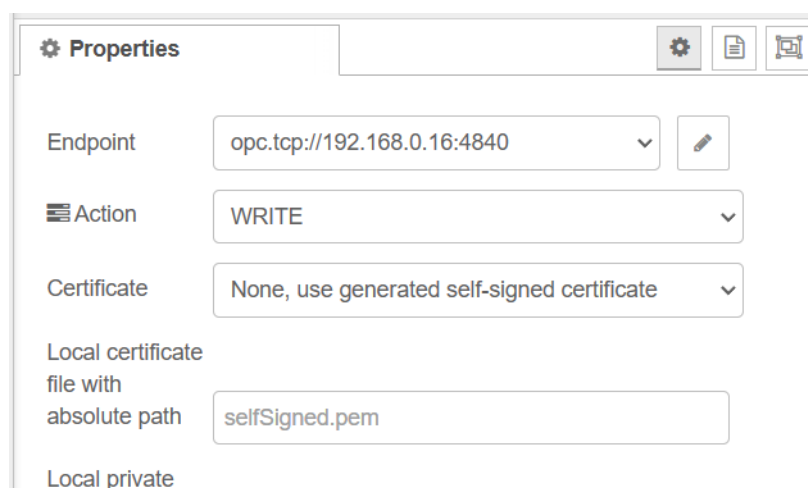 Properties
Endpoint
opc.tcp://192.168.0.16:4840
Action
WRITE
Certificate
None, use generated self-signed certificate
Local certificate
file with
absolute path
selfSigned.pem
Local private